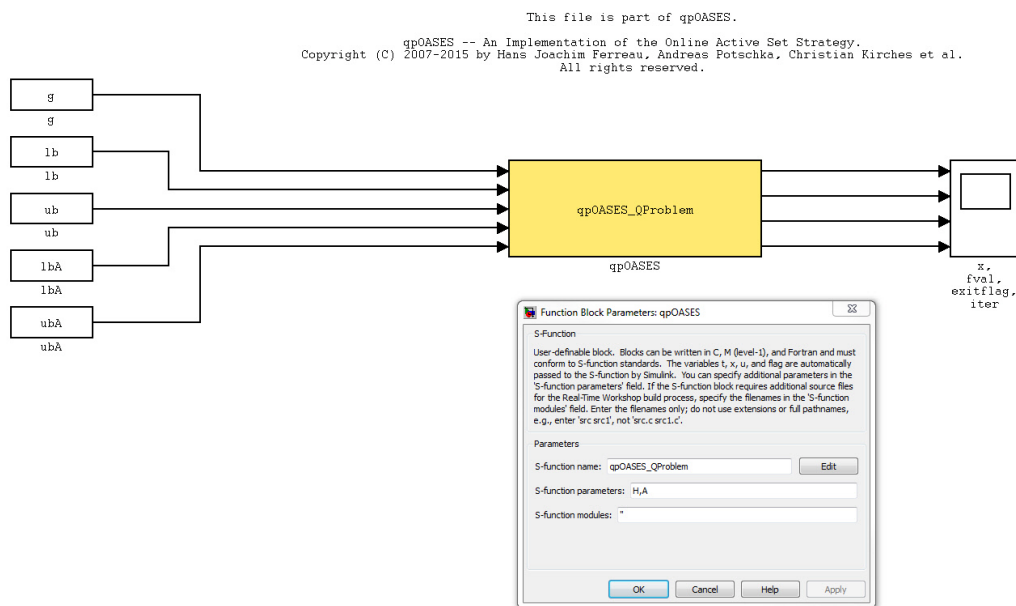 This file is part of qpOASES.
qpOASES -- An Implementation of the Online Active Set Strategy.
Copyright (C) 2007-2015 by Hans Joachim Ferreau, Andreas Potschka, Christian Kirches et al.
All rights reserved.
g
g
lb
lb
ub
ub
lbA
lbA
ubA
ubA
qpOASES_QProblem
qpOASES
x,
fval,
exitflag,
iter
Function Block Parameters: qpOASES
S-Function
User-definable block. Blocks can be written in C, M (level-1), and Fortran and must
conform to S-function standards. The variables t, x, u, and flag are automatically
passed to the S-function by Simulink. You can specify additional parameters in the
'S-function parameters' field. If the S-function block requires additional source files
for the Real-Time Workshop build process, specify the filenames in the 'S-function
modules' field. Enter the filenames only; do not use extensions or full pathnames,
e.g., enter 'src src1', not 'src.c src1.c'.
Parameters
S-function name: qpOASES_QProblem Edit
S-function parameters: H,A
S-function modules: ''
OK Cancel Help Apply